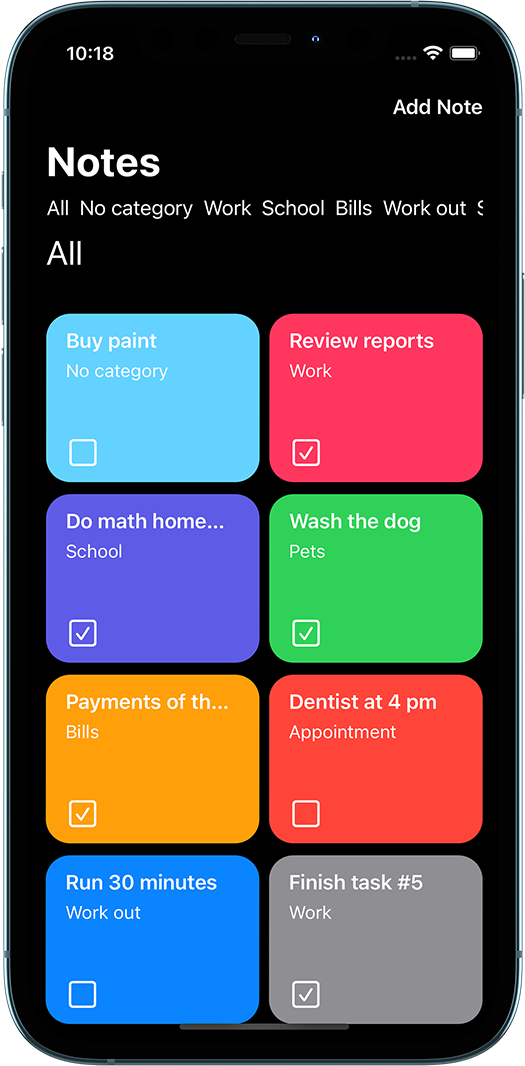 10:18
Add Note
Notes
All No category Work School Bills Work out
All
Buy paint
No category
Review reports
Work
Do math home...
School
Wash the dog
Pets
Payments of th...
Bills
Dentist at 4 pm
Appointment
Run 30 minutes
Work out
Finish task #5
Work